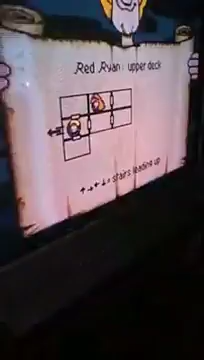 Red Ryan: upper deck
↑→←↓= stairs leading up